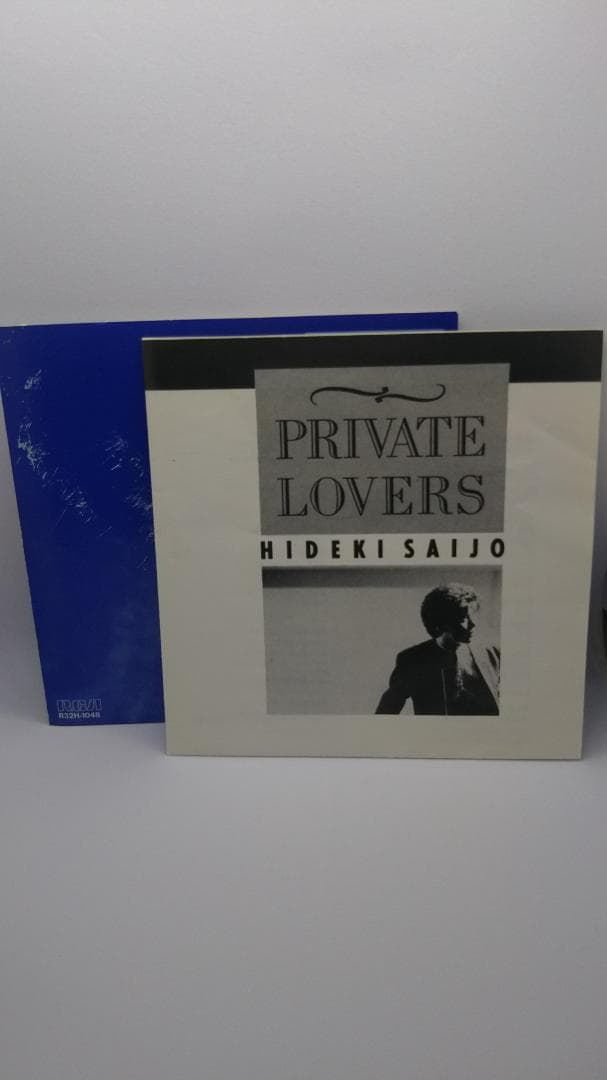 PRIVATE
LOVERS
HIDEKI SAIJO
RCA
R32H-1048